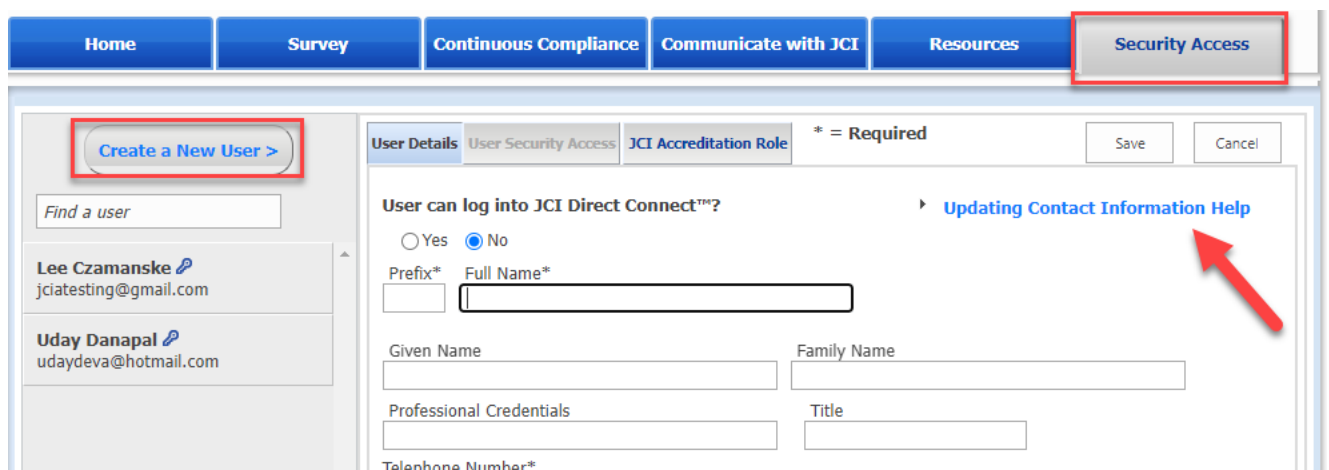 Home Survey Continuous Compliance Communicate with JCI Resources Security Access
Create a New User >
Find a user
Lee Czamanske
jciatesting@gmail.com
Uday Danapal
udaydeva@hotmail.com
User Details User Security Access JCI Accreditation Role * = Required Save Cancel
User can log into JCI Direct Connect™? Updating Contact Information Help
Yes No
Prefix* Full Name*
Given Name Family Name
Professional Credentials Title
Telephone Number*